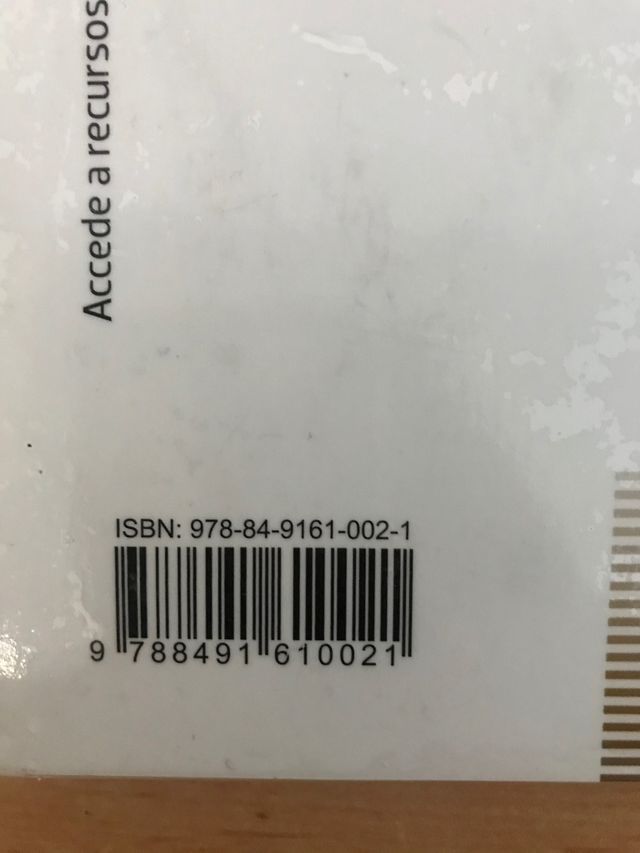 Accede a recursos
ISBN: 978-84-9161-002-1
9 788491 610021